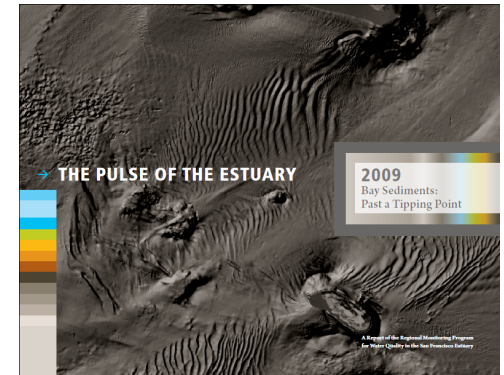 → THE PULSE OF THE ESTUARY
2009
Bay Sediments:
Past a Tipping Point
A Report of the Regional Monitoring Program
for Water Quality in the San Francisco Estuary